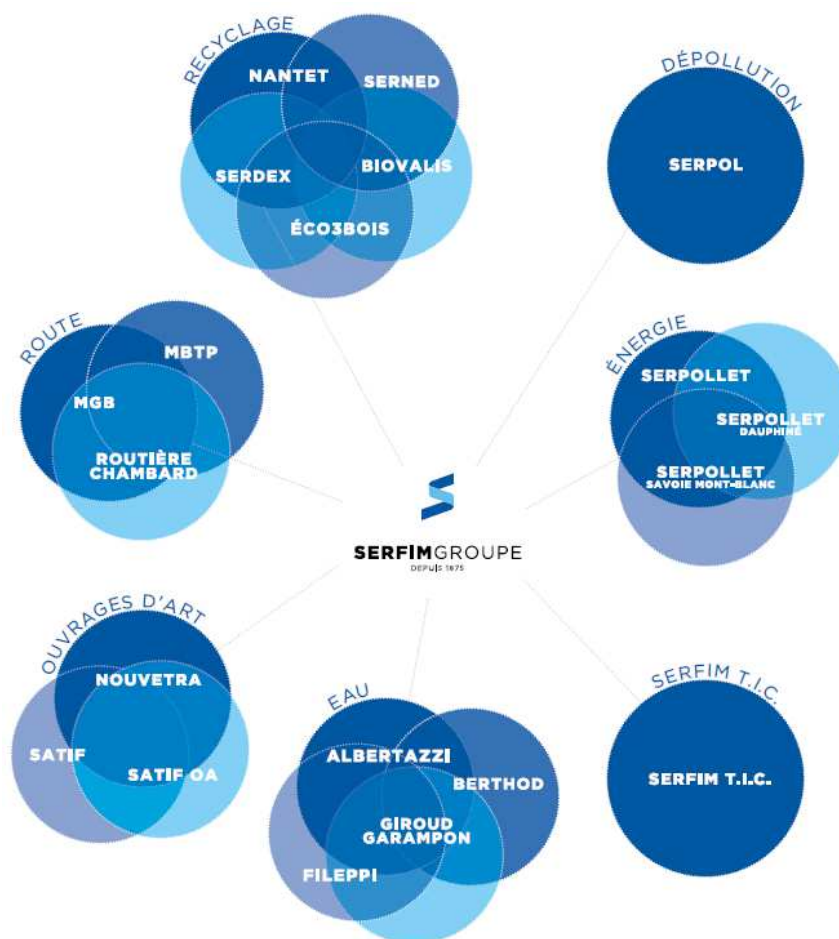 RECYCLAGE
NANTET
SERNED
SERDEX
BIOVALIS
ÉCO3BOIS
DÉPOLLUTION
SERPOL
ROUTE
MBTP
MGB
ROUTIÈRE
CHAMBARD
ÉNERGIE
SERPOLLET
SERPOLLET
DAUPHINÉ
SERPOLLET
SAVOIE MONT-BLANC
SERFIMGROUPE
DEPUIS 1875
OUVRAGES D'ART
NOUVETRA
SATIF
SATIF OA
EAU
ALBERTAZZI
BERTHOD
GIROUD
GARAMPON
FILEPPI
SERFIM T.I.C.
SERFIM T.I.C.